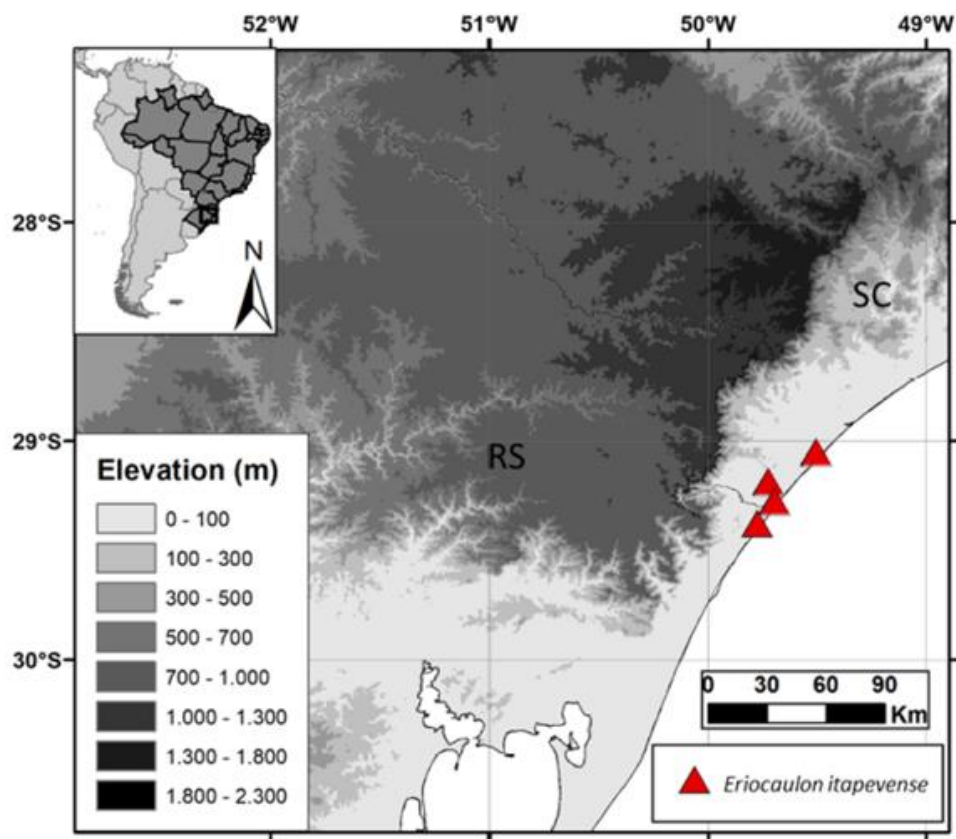 52°W 51°W 50°W 49°W
N
28°S
SC
29°S
RS
Elevation (m)
0 - 100
100 - 300
300 - 500
500 - 700
700 - 1.000
1.000 - 1.300
1.300 - 1.800
1.800 - 2.300
30°S
0 30 60 90
Km
Eriocaulon itapevense